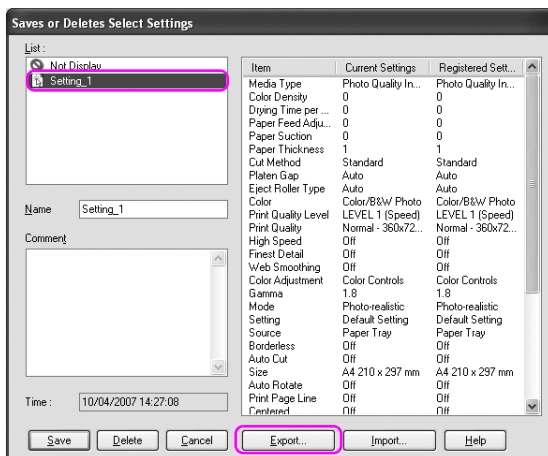 Saves or Deletes Select Settings
List :
Not Display
Setting_1
Name Setting_1
Comment
Time : 10/04/2007 14:27:08
Item Current Settings Registered Sett...
Media Type Photo Quality In... Photo Quality In...
Color Density 0 0
Drying Time per ... 0 0
Paper Feed Adju... 0 0
Paper Suction 0 0
Paper Thickness 1 1
Cut Method Standard Standard
Platen Gap Auto Auto
Eject Roller Type Auto Auto
Color Color/B&W Photo Color/B&W Photo
Print Quality Level LEVEL 1 (Speed) LEVEL 1 (Speed)
Print Quality Normal - 360x72... Normal - 360x72...
High Speed Off Off
Finest Detail Off Off
Web Smoothing Off Off
Color Adjustment Color Controls Color Controls
Gamma 1.8 1.8
Mode Photo-realistic Photo-realistic
Setting Default Setting Default Setting
Source Paper Tray Paper Tray
Borderless Off Off
Auto Cut Off Off
Size A4 210 x 297 mm A4 210 x 297 mm
Auto Rotate Off Off
Print Page Line Off Off
Centered Off Off
Save Delete Cancel Export... Import... Help